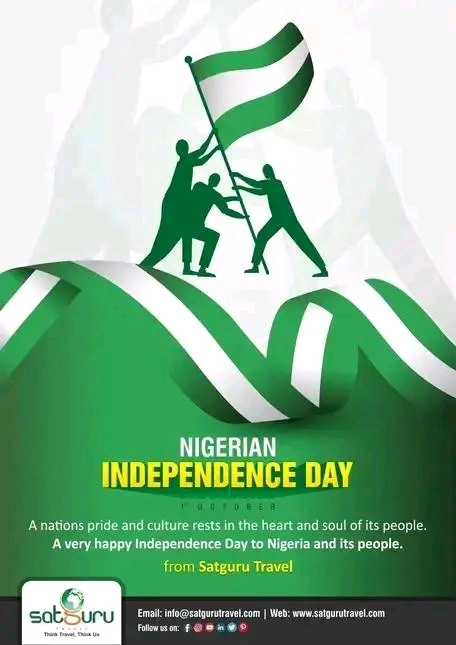 NIGERIAN
INDEPENDENCE DAY
1 OCTOBER
A nations pride and culture rests in the heart and soul of its people.
A very happy Independence Day to Nigeria and its people.
from Satguru Travel
satguru
TRAVEL
Think Travel, Think Us
Email: info@satgurutravel.com | Web: www.satgurutravel.com
Follow us on: